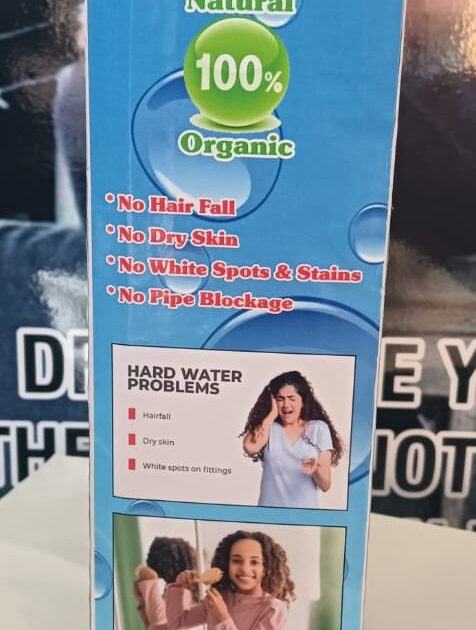 Natural
100%
Organic
* No Hair Fall
* No Dry Skin
* No White Spots & Stains
* No Pipe Blockage
HARD WATER
PROBLEMS
Hairfall
Dry skin
White spots on fittings